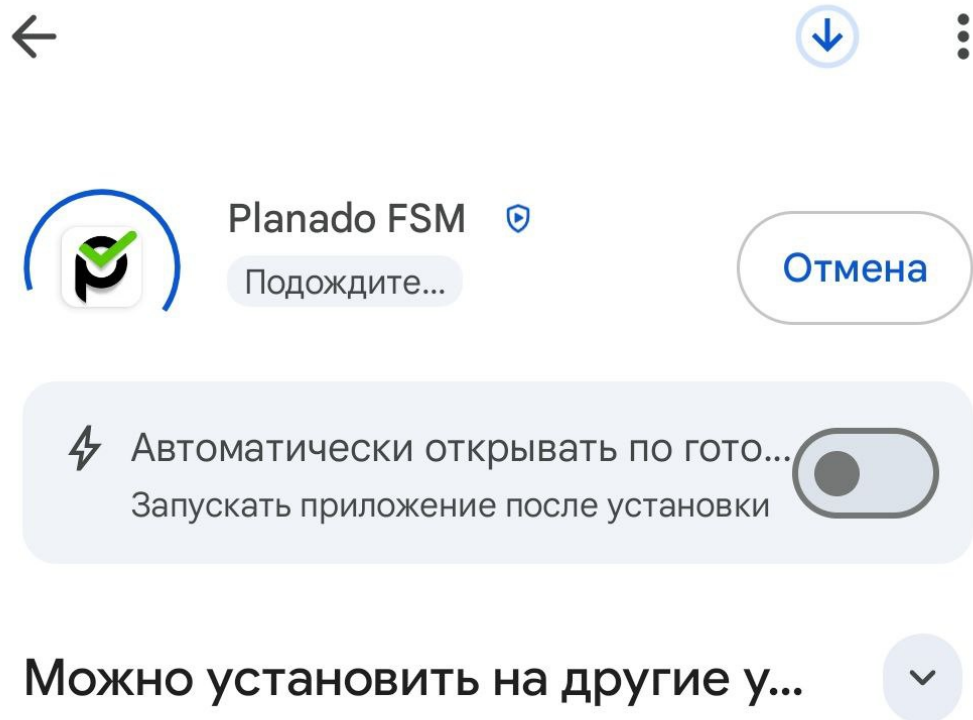 Planado FSM
Подождите...
Отмена
Автоматически открывать по гото...
Запускать приложение после установки
Можно установить на другие у...